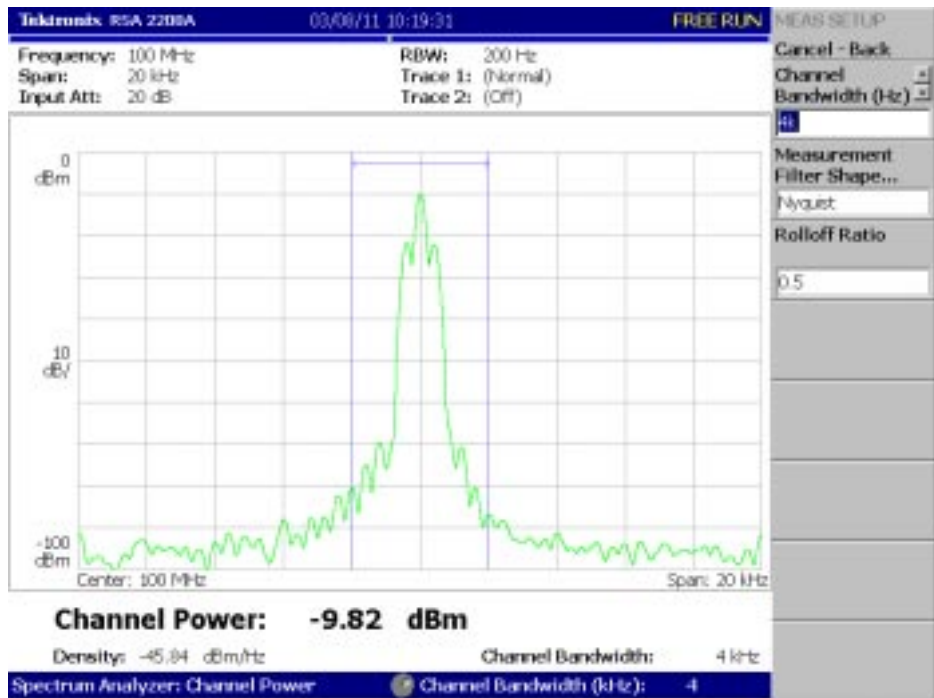 Tektronix RSA 2200A 03/08/11 10:19:31 FREE RUN
Frequency: 100 MHz RBW: 200 Hz
Span: 20 kHz Trace 1: (Normal)
Input Att: 20 dB Trace 2: (Off)
0
dBm
10
dB/
-100
dBm
Center: 100 MHz Span: 20 kHz
Channel Power: -9.82 dBm
Density: -45.84 dBm/Hz Channel Bandwidth: 4 kHz
Spectrum Analyzer: Channel Power Channel Bandwidth (kHz): 4
MEAS SETUP
Cancel - Back
Channel
Bandwidth (Hz)
4k
Measurement
Filter Shape...
Nyquist
Rolloff Ratio
0.5